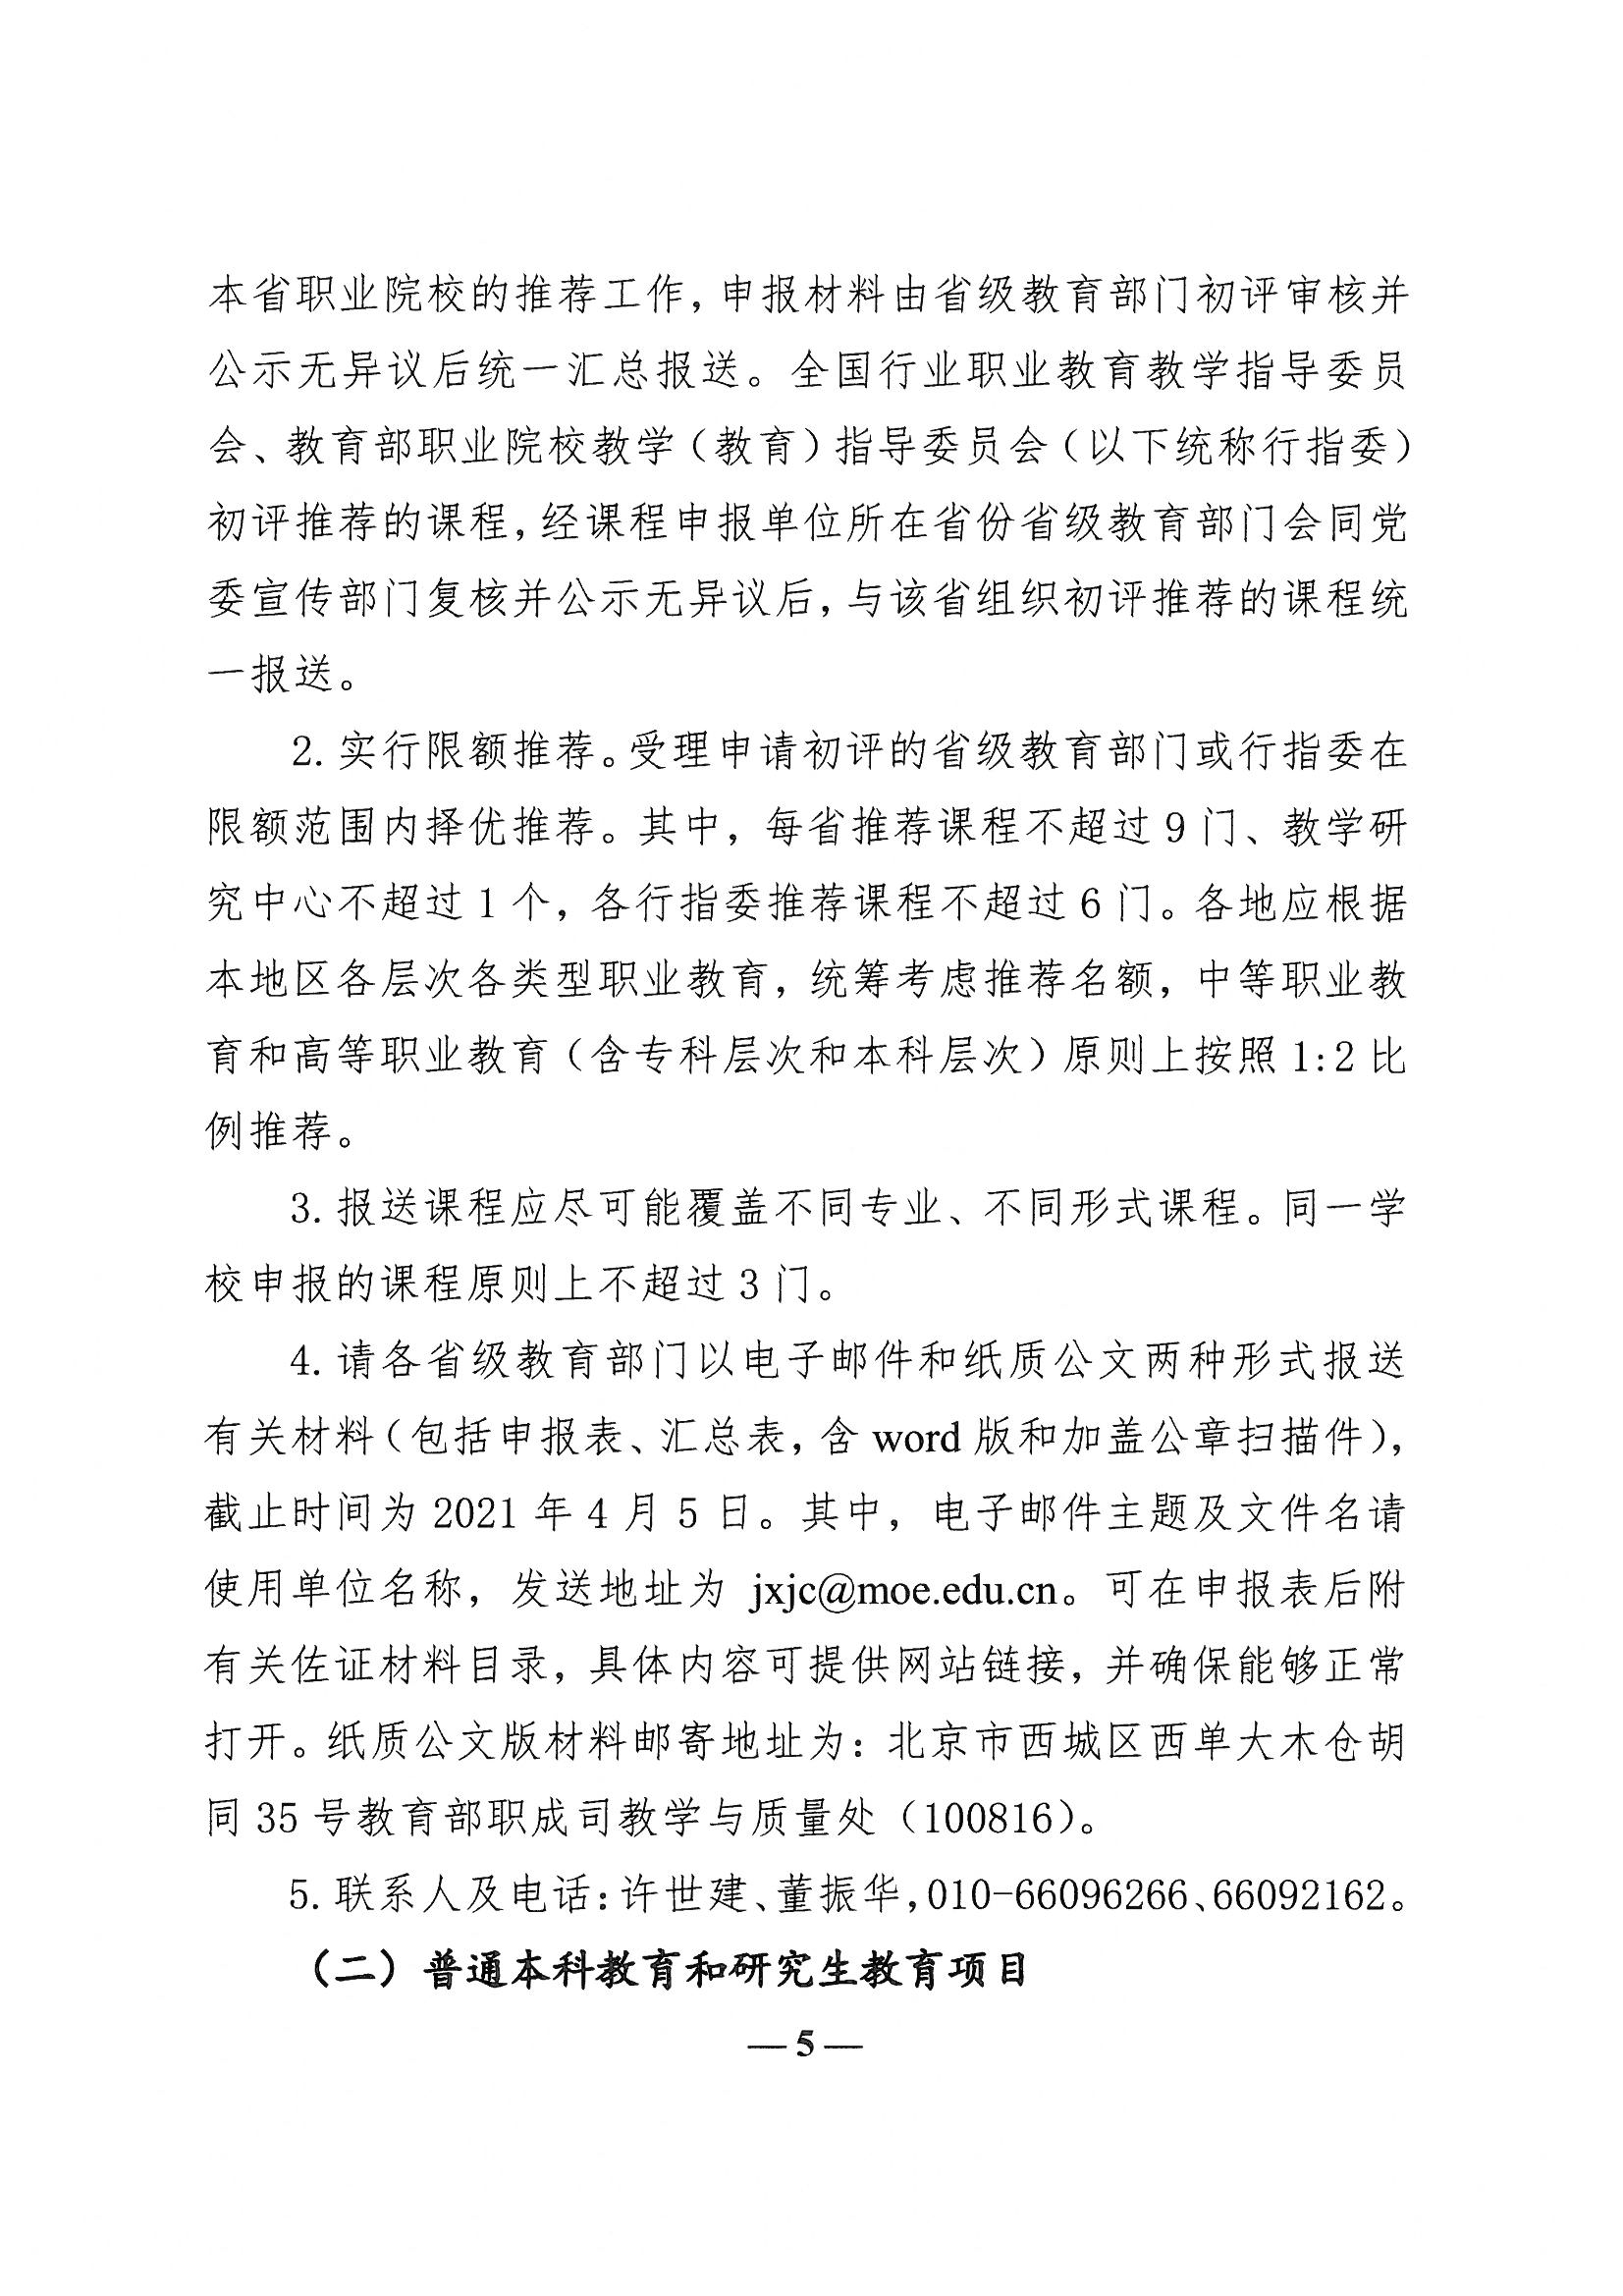 本省职业院校的推荐工作，申报材料由省级教育部门初评审核并
公示无异议后统一汇总报送。全国行业职业教育教学指导委员
会、教育部职业院校教学（教育）指导委员会（以下统称行指委）
初评推荐的课程，经课程申报单位所在省份省级教育部门会同党
委宣传部门复核并公示无异议后，与该省组织初评推荐的课程统
一报送。
2. 实行限额推荐。受理申请初评的省级教育部门或行指委在
限额范围内择优推荐。其中，每省推荐课程不超过 9 门、教学研
究中心不超过 1 个，各行指委推荐课程不超过 6 门。各地应根据
本地区各层次各类型职业教育，统筹考虑推荐名额，中等职业教
育和高等职业教育（含专科层次和本科层次）原则上按照 1:2 比
例推荐。
3. 报送课程应尽可能覆盖不同专业、不同形式课程。同一学
校申报的课程原则上不超过 3 门。
4. 请各省级教育部门以电子邮件和纸质公文两种形式报送
有关材料（包括申报表、汇总表，含 word 版和加盖公章扫描件），
截止时间为 2021 年 4 月 5 日。其中，电子邮件主题及文件名请
使用单位名称，发送地址为 jxjc@moe.edu.cn。可在申报表后附
有关佐证材料目录，具体内容可提供网站链接，并确保能够正常
打开。纸质公文版材料邮寄地址为：北京市西城区西单大木仓胡
同 35 号教育部职成司教学与质量处（100816）。
5. 联系人及电话：许世建、董振华，010-66096266、66092162。
（二）普通本科教育和研究生教育项目
— 5 —